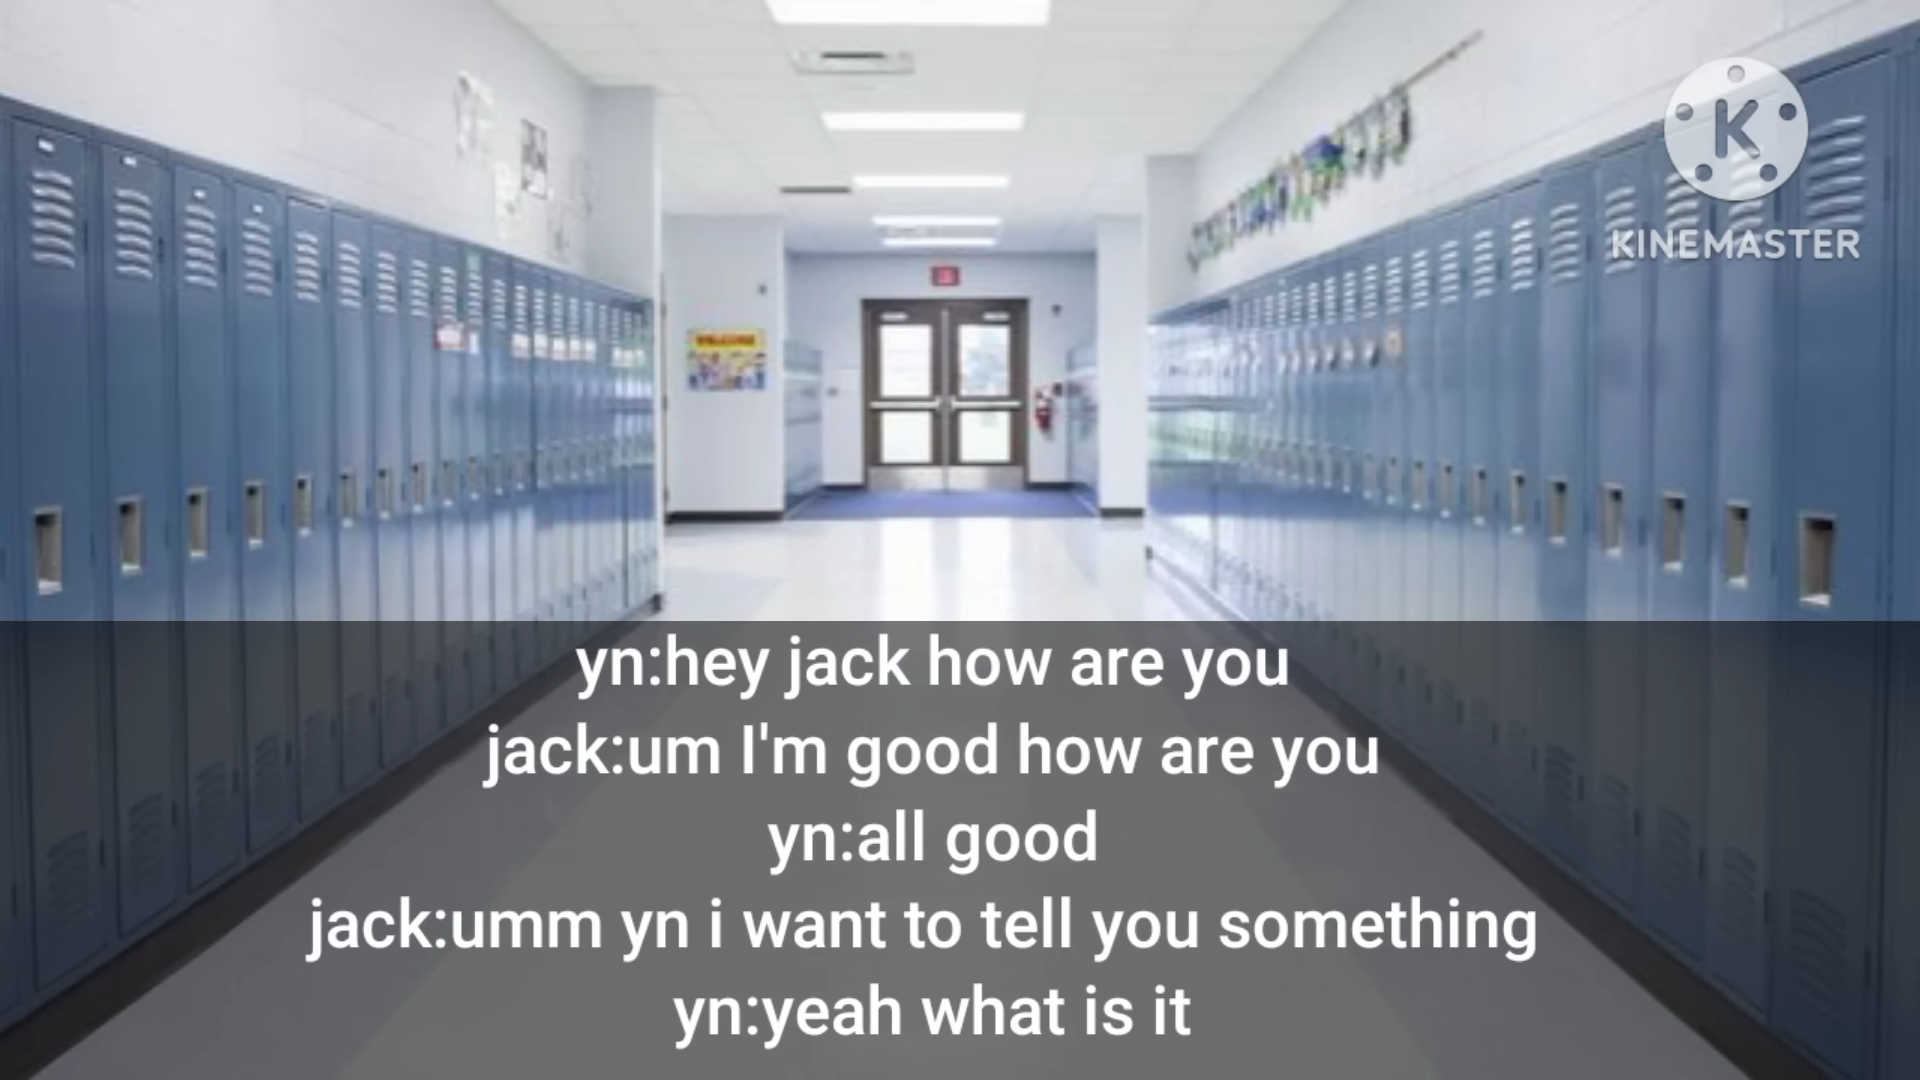 K
KINEMASTER
WELCOME
yn:hey jack how are you
jack:um I'm good how are you
yn:all good
jack:umm yn i want to tell you something
yn:yeah what is it